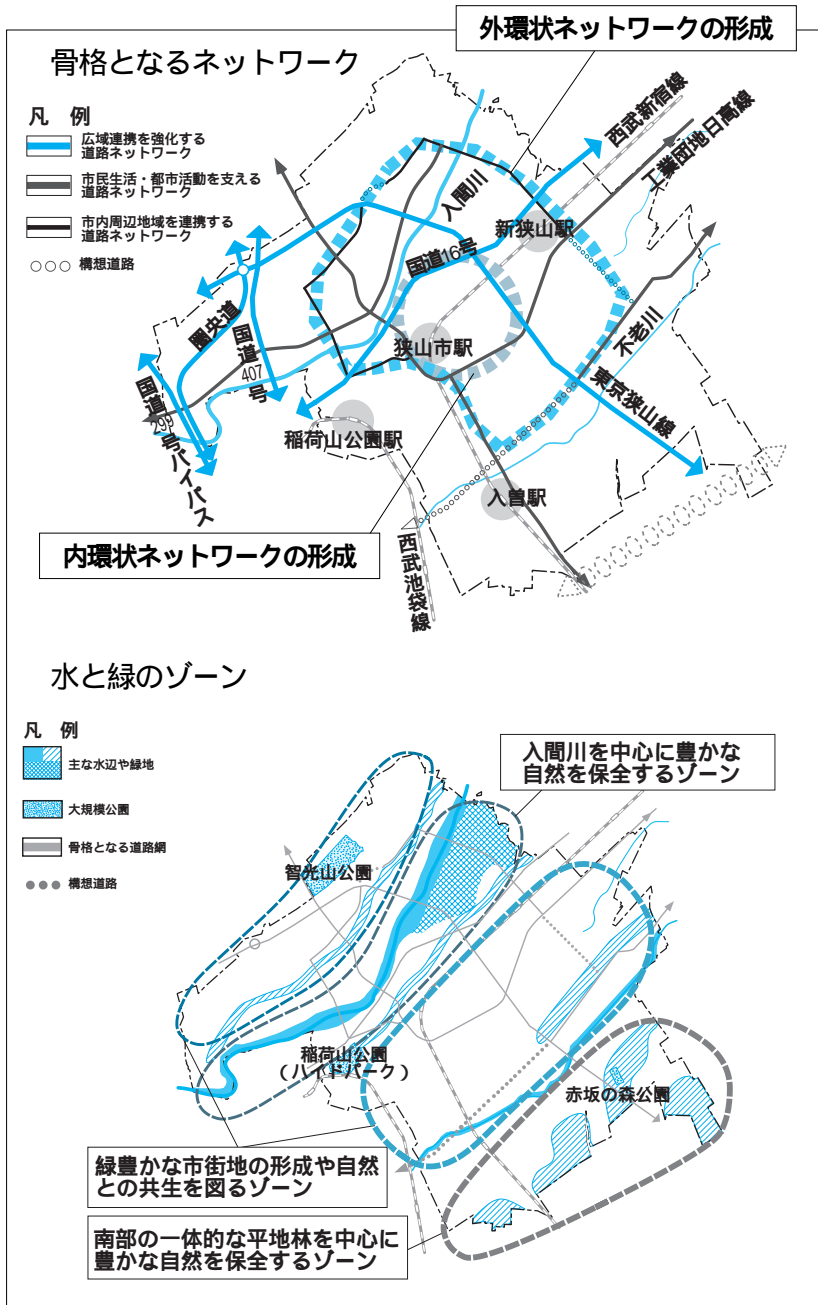 外環状ネットワークの形成
骨格となるネットワーク
凡 例
広域連携を強化する
道路ネットワーク
市民生活・都市活動を支える
道路ネットワーク
市内周辺地域を連携する
道路ネットワーク
構想道路
西武新宿線
工業団地日高線
入間川
新狭山駅
国道16号
圏央道
国道407号
狭山市駅
不老川
国道299号バイパス
東京狭山線
稲荷山公園駅
入曽駅
内環状ネットワークの形成
西武池袋線
水と緑のゾーン
凡 例
主な水辺や緑地
大規模公園
骨格となる道路網
構想道路
入間川を中心に豊かな
自然を保全するゾーン
智光山公園
稲荷山公園
(ハイドパーク)
赤坂の森公園
緑豊かな市街地の形成や自然
との共生を図るゾーン
南部の一体的な平地林を中心に
豊かな自然を保全するゾーン